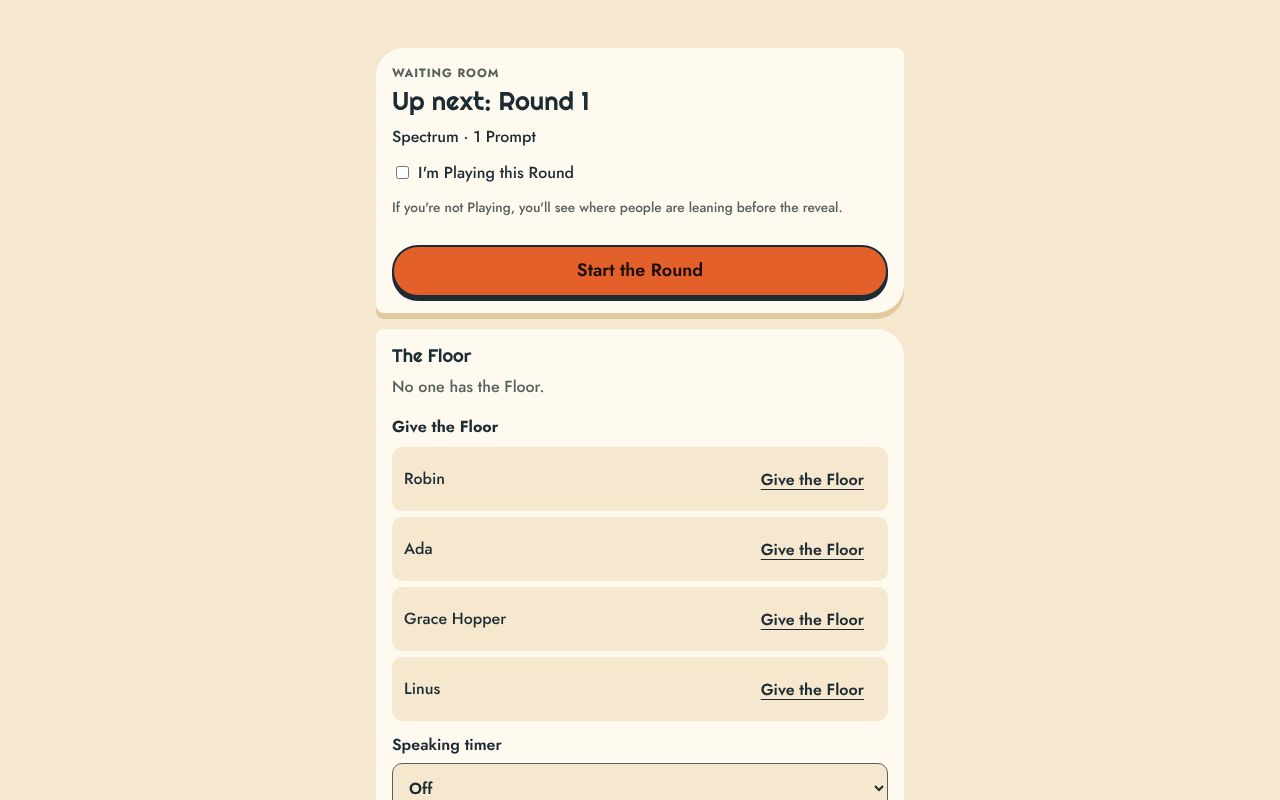 WAITING ROOM
Up next: Round 1
Spectrum · 1 Prompt
I'm Playing this Round
If you're not Playing, you'll see where people are leaning before the reveal.
Start the Round
The Floor
No one has the Floor.
Give the Floor
Robin Give the Floor
Ada Give the Floor
Grace Hopper Give the Floor
Linus Give the Floor
Speaking timer
Off